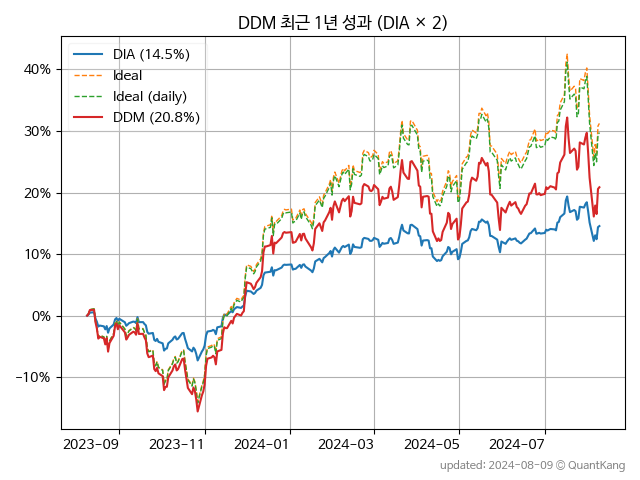 DDM 최근 1년 성과 (DIA × 2)
DIA (14.5%)
Ideal
Ideal (daily)
DDM (20.8%)
40%
30%
20%
10%
0%
−10%
2023-09 2023-11 2024-01 2024-03 2024-05 2024-07
updated: 2024-08-09 © QuantKang